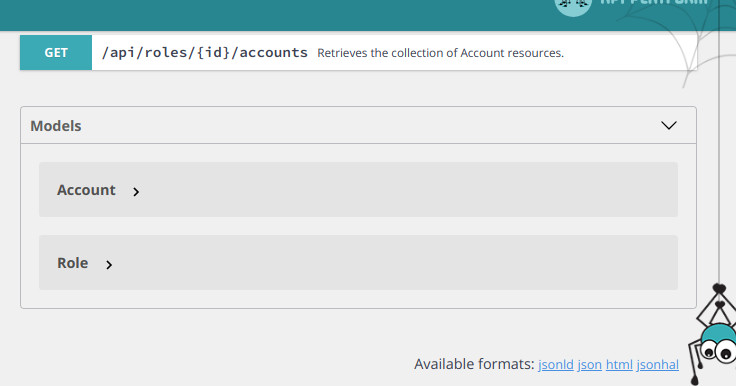 GET /api/roles/{id}/accounts Retrieves the collection of Account resources.
Models
Account
Role
Available formats: jsonld json html jsonhal